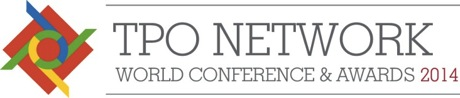 TPO NETWORK
WORLD CONFERENCE & AWARDS 2014